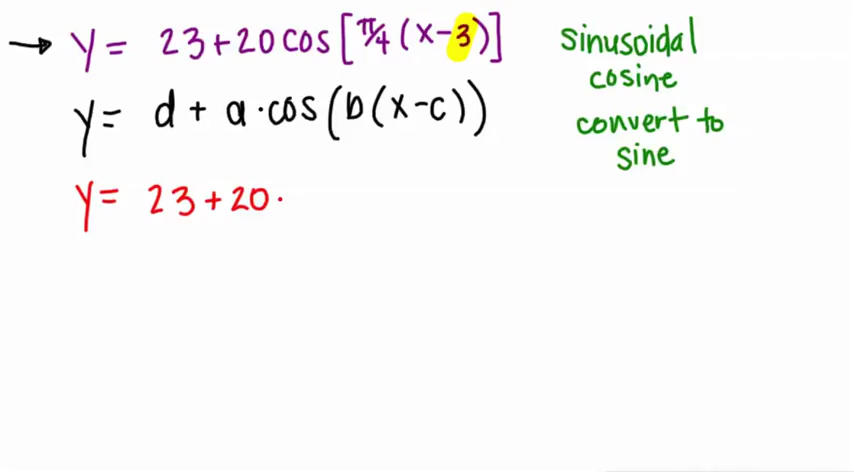 → y = 23+20cos[π/4(x-3)]
y = d + a·cos(b(x-c))
y = 23+20·
sinusoidal
cosine
convert to
sine